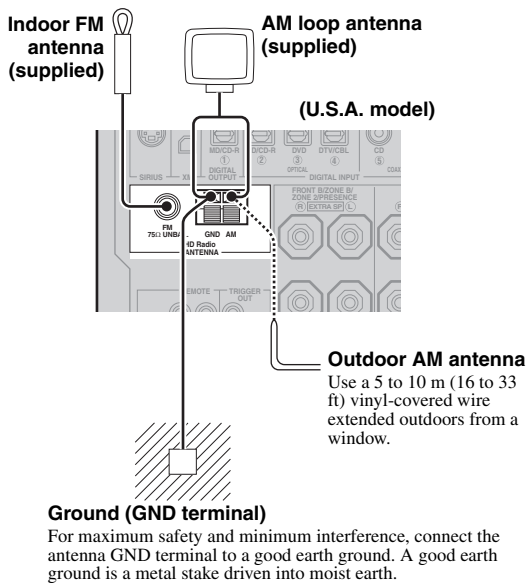 Indoor FM
antenna
(supplied)
AM loop antenna
(supplied)
(U.S.A. model)
MD/CD-R
CD-R
DVD
DTV/CBL
CD
①
②
③
④
⑤
DIGITAL
OUTPUT
OPTICAL
COAX
SIRIUS
XM
DIGITAL INPUT
FRONT B/ZONE B/
ZONE 2/PRESENCE
R EXTRA SP L
FM
75Ω UNBAL.
GND AM
HD Radio
ANTENNA
REMOTE
TRIGGER
OUT
Outdoor AM antenna
Use a 5 to 10 m (16 to 33
ft) vinyl-covered wire
extended outdoors from a
window.
Ground (GND terminal)
For maximum safety and minimum interference, connect the
antenna GND terminal to a good earth ground. A good earth
ground is a metal stake driven into moist earth.